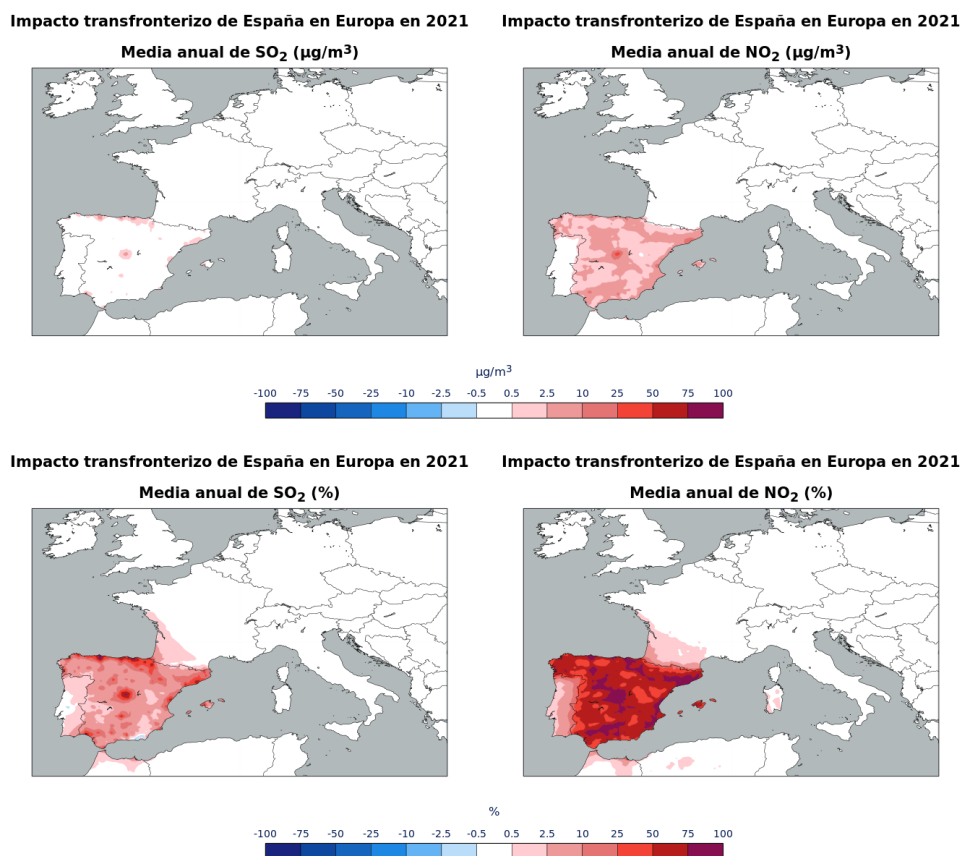 Impacto transfronterizo de España en Europa en 2021
Media anual de SO2 (µg/m3)
Impacto transfronterizo de España en Europa en 2021
Media anual de NO2 (µg/m3)
µg/m3
-100 -75 -50 -10 -2.5 -0.5 0.5 2.5 10 25 50 75 100
Impacto transfronterizo de España en Europa en 2021
Media anual de SO2 (%)
Impacto transfronterizo de España en Europa en 2021
Media anual de NO2 (%)
%
-100 -75 -50 -25 -10 -2.5 -0.5 0.5 2.5 10 25 50 75 100